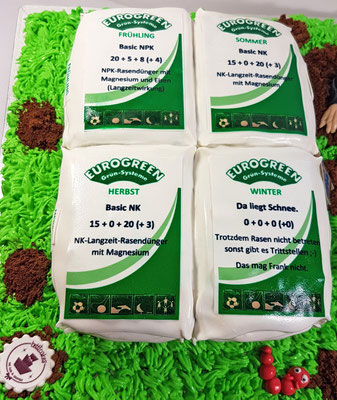 EUROGREEN
Grün-Systeme
FRÜHLING
Basic NPK
20 + 5 + 8 (+ 4)
NPK-Rasendünger mit
Magnesium und Eisen
(Langzeitwirkung)
EUROGREEN
Grün-Systeme
SOMMER
Basic NK
15 + 0 + 20 (+ 3)
NK-Langzeit-Rasendünger
mit Magnesium
EUROGREEN
Grün-Systeme
HERBST
Basic NK
15 + 0 + 20 (+ 3)
NK-Langzeit-Rasendünger
mit Magnesium
EUROGREEN
Grün-Systeme
WINTER
Da liegt Schnee.
0 + 0 + 0 (+0)
Trotzdem Rasen nicht betreten
sonst gibt es Trittstellen ;-)
Das mag Frank nicht.